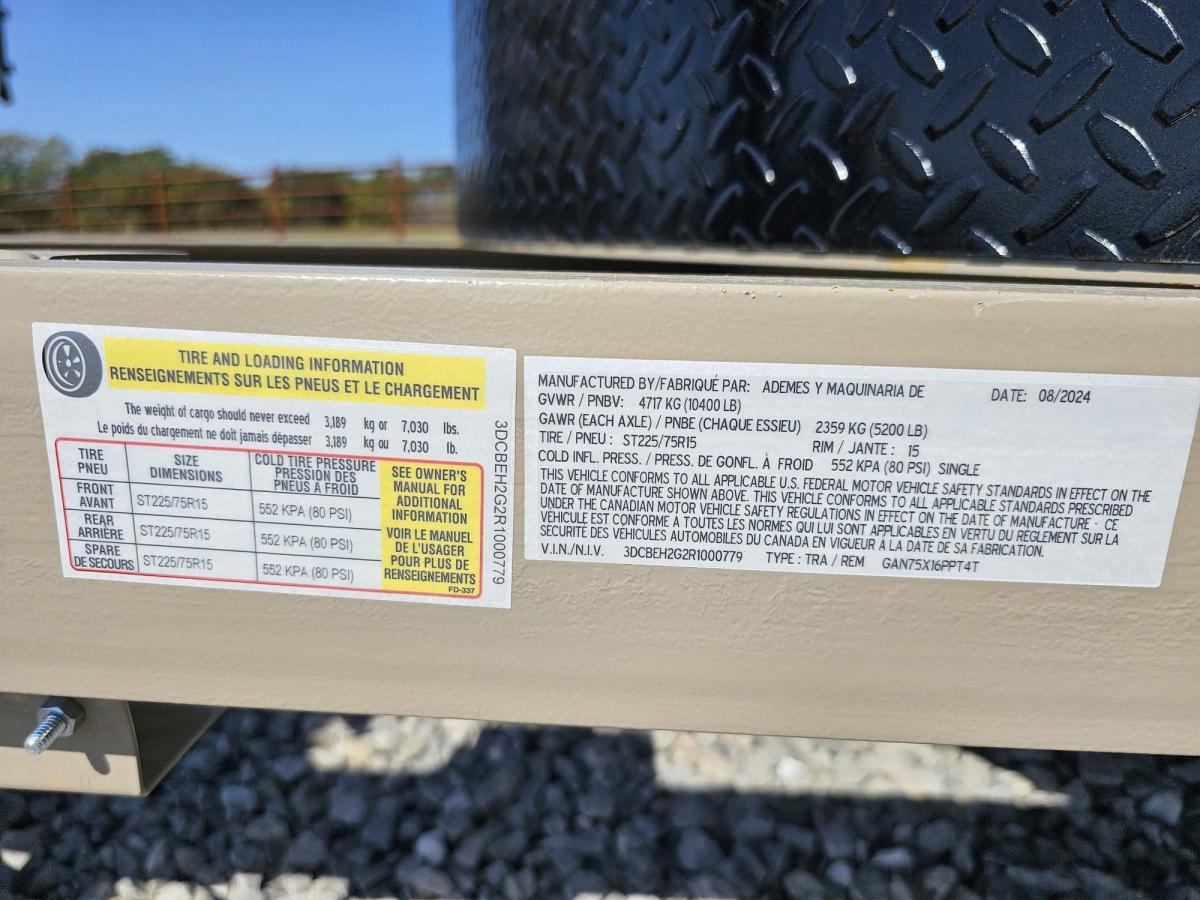 TIRE AND LOADING INFORMATION
RENSEIGNEMENTS SUR LES PNEUS ET LE CHARGEMENT
The weight of cargo should never exceed 3,189 kg or 7,030 lbs.
Le poids du chargement ne doit jamais dépasser 3,189 kg ou 7,030 lb.
TIRE PNEU SIZE DIMENSIONS COLD TIRE PRESSURE PRESSION DES PNEUS A FROID
FRONT AVANT ST225/75R15 552 KPA (80 PSI)
REAR ARRIÈRE ST225/75R15 552 KPA (80 PSI)
SPARE DE SECOURS ST225/75R15 552 KPA (80 PSI)
SEE OWNER'S
MANUAL FOR
ADDITIONAL
INFORMATION
VOIR LE MANUEL
DE L'USAGER
POUR PLUS DE
RENSEIGNEMENTS
FD-337
3DCBEH2G2R1000779
MANUFACTURED BY/FABRIQUÉ PAR: ADEMES Y MAQUINARIA DE DATE: 08/2024
GVWR / PNBV: 4717 KG (10400 LB)
GAWR (EACH AXLE) / PNBE (CHAQUE ESSIEU) 2359 KG (5200 LB)
TIRE / PNEU : ST225/75R15 RIM / JANTE : 15
COLD INFL. PRESS. / PRESS. DE GONFL. À FROID 552 KPA (80 PSI) SINGLE
THIS VEHICLE CONFORMS TO ALL APPLICABLE U.S. FEDERAL MOTOR VEHICLE SAFETY STANDARDS IN EFFECT ON THE
DATE OF MANUFACTURE SHOWN ABOVE. THIS VEHICLE CONFORMS TO ALL APPLICABLE STANDARDS PRESCRIBED
UNDER THE CANADIAN MOTOR VEHICLE SAFETY REGULATIONS IN EFFECT ON THE DATE OF MANUFACTURE - CE
VEHICULE EST CONFORME A TOUTES LES NORMES QUI LUI SONT APPLICABLES EN VERTU DU REGLEMENT SUR LA
SECURITE DES VEHICULES AUTOMOBILES DU CANADA EN VIGUEUR A LA DATE DE SA FABRICATION.
V.I.N./N.I.V. 3DCBEH2G2R1000779 TYPE : TRA / REM GAN75X16PPT4T